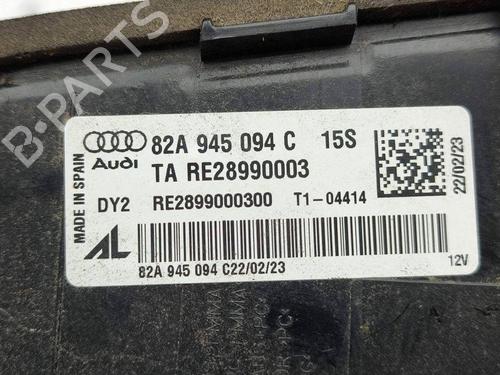 B-PARTS
MADE IN SPAIN
Audi
82A 945 094 C 15S
TA RE28990003
DY2 RE2899000300 T1-04414
22/02/23
AL
82A 945 094 C22/02/23
12V